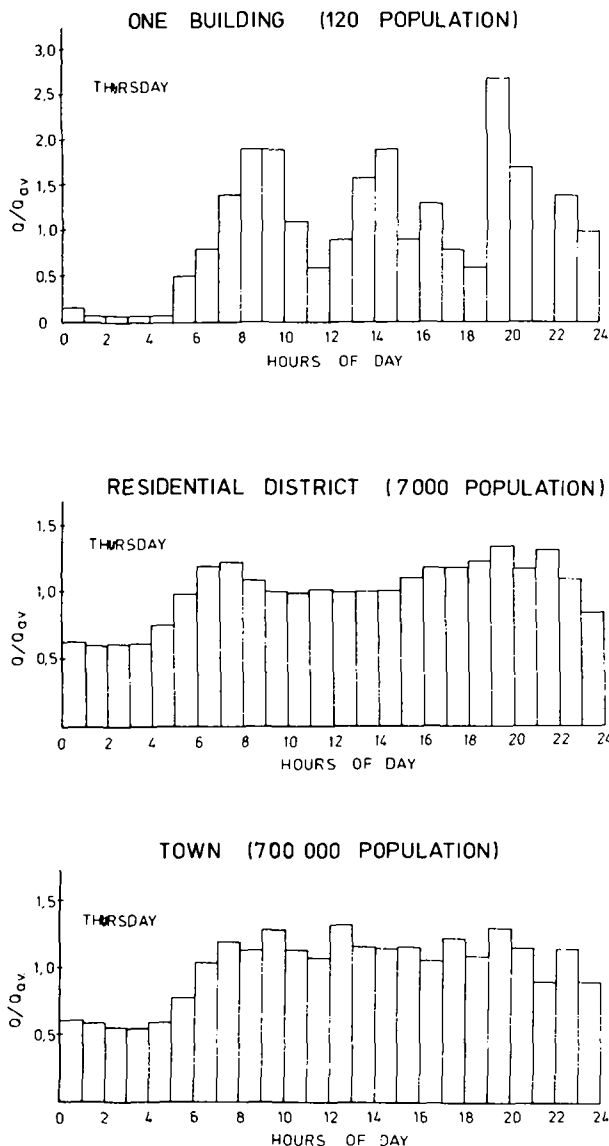 ONE BUILDING (120 POPULATION)
3,0
THURSDAY
2,5
2,0
1,5
1,0
0,5
0
Q/Qav
0 2 4 6 8 10 12 14 16 18 20 22 24
HOURS OF DAY
RESIDENTIAL DISTRICT (7000 POPULATION)
1,5
THURSDAY
1,0
0,5
Q/Qav
0 2 4 6 8 10 12 14 16 18 20 22 24
HOURS OF DAY
TOWN (700 000 POPULATION)
1,5
THURSDAY
1,0
0,5
Q/Qav.
0 2 4 6 8 10 12 14 16 18 20 22 24
HOURS OF DAY